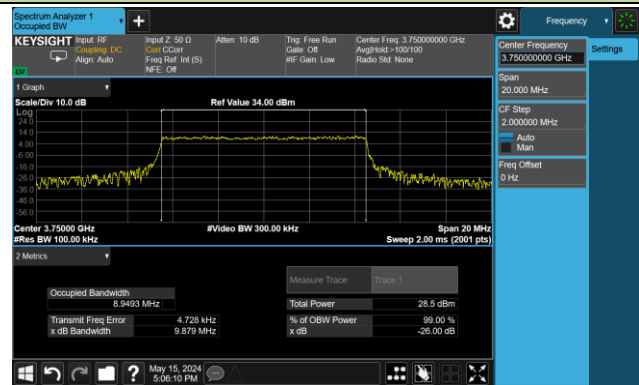 Spectrum Analyzer 1
Occupied BW
Frequency
KEYSIGHT
Input: RF
Coupling: DC
Align: Auto
Input Z: 50 Ω
Corr CCorr
Freq Ref: Int (S)
NFE: Off
Atten: 10 dB
Trig: Free Run
Gate: Off
#IF Gain: Low
Center Freq: 3.750000000 GHz
Avg|Hold:>100/100
Radio Std: None
Center Frequency
3.750000000 GHz
Settings
Span
20.000 MHz
CF Step
2.000000 MHz
Auto
Man
Freq Offset
0 Hz
1 Graph
Scale/Div 10.0 dB
Ref Value 34.00 dBm
Log
24.0
14.0
4.00
-6.00
-16.0
-26.0
-36.0
-46.0
-56.0
Center 3.75000 GHz
#Video BW 300.00 kHz
Span 20 MHz
#Res BW 100.00 kHz
Sweep 2.00 ms (2001 pts)
2 Metrics
Measure Trace
Trace 1
Occupied Bandwidth
8.9493 MHz
Total Power
28.5 dBm
Transmit Freq Error
4.728 kHz
% of OBW Power
99.00 %
x dB Bandwidth
9.879 MHz
x dB
-26.00 dB
May 15, 2024
5:06:10 PM